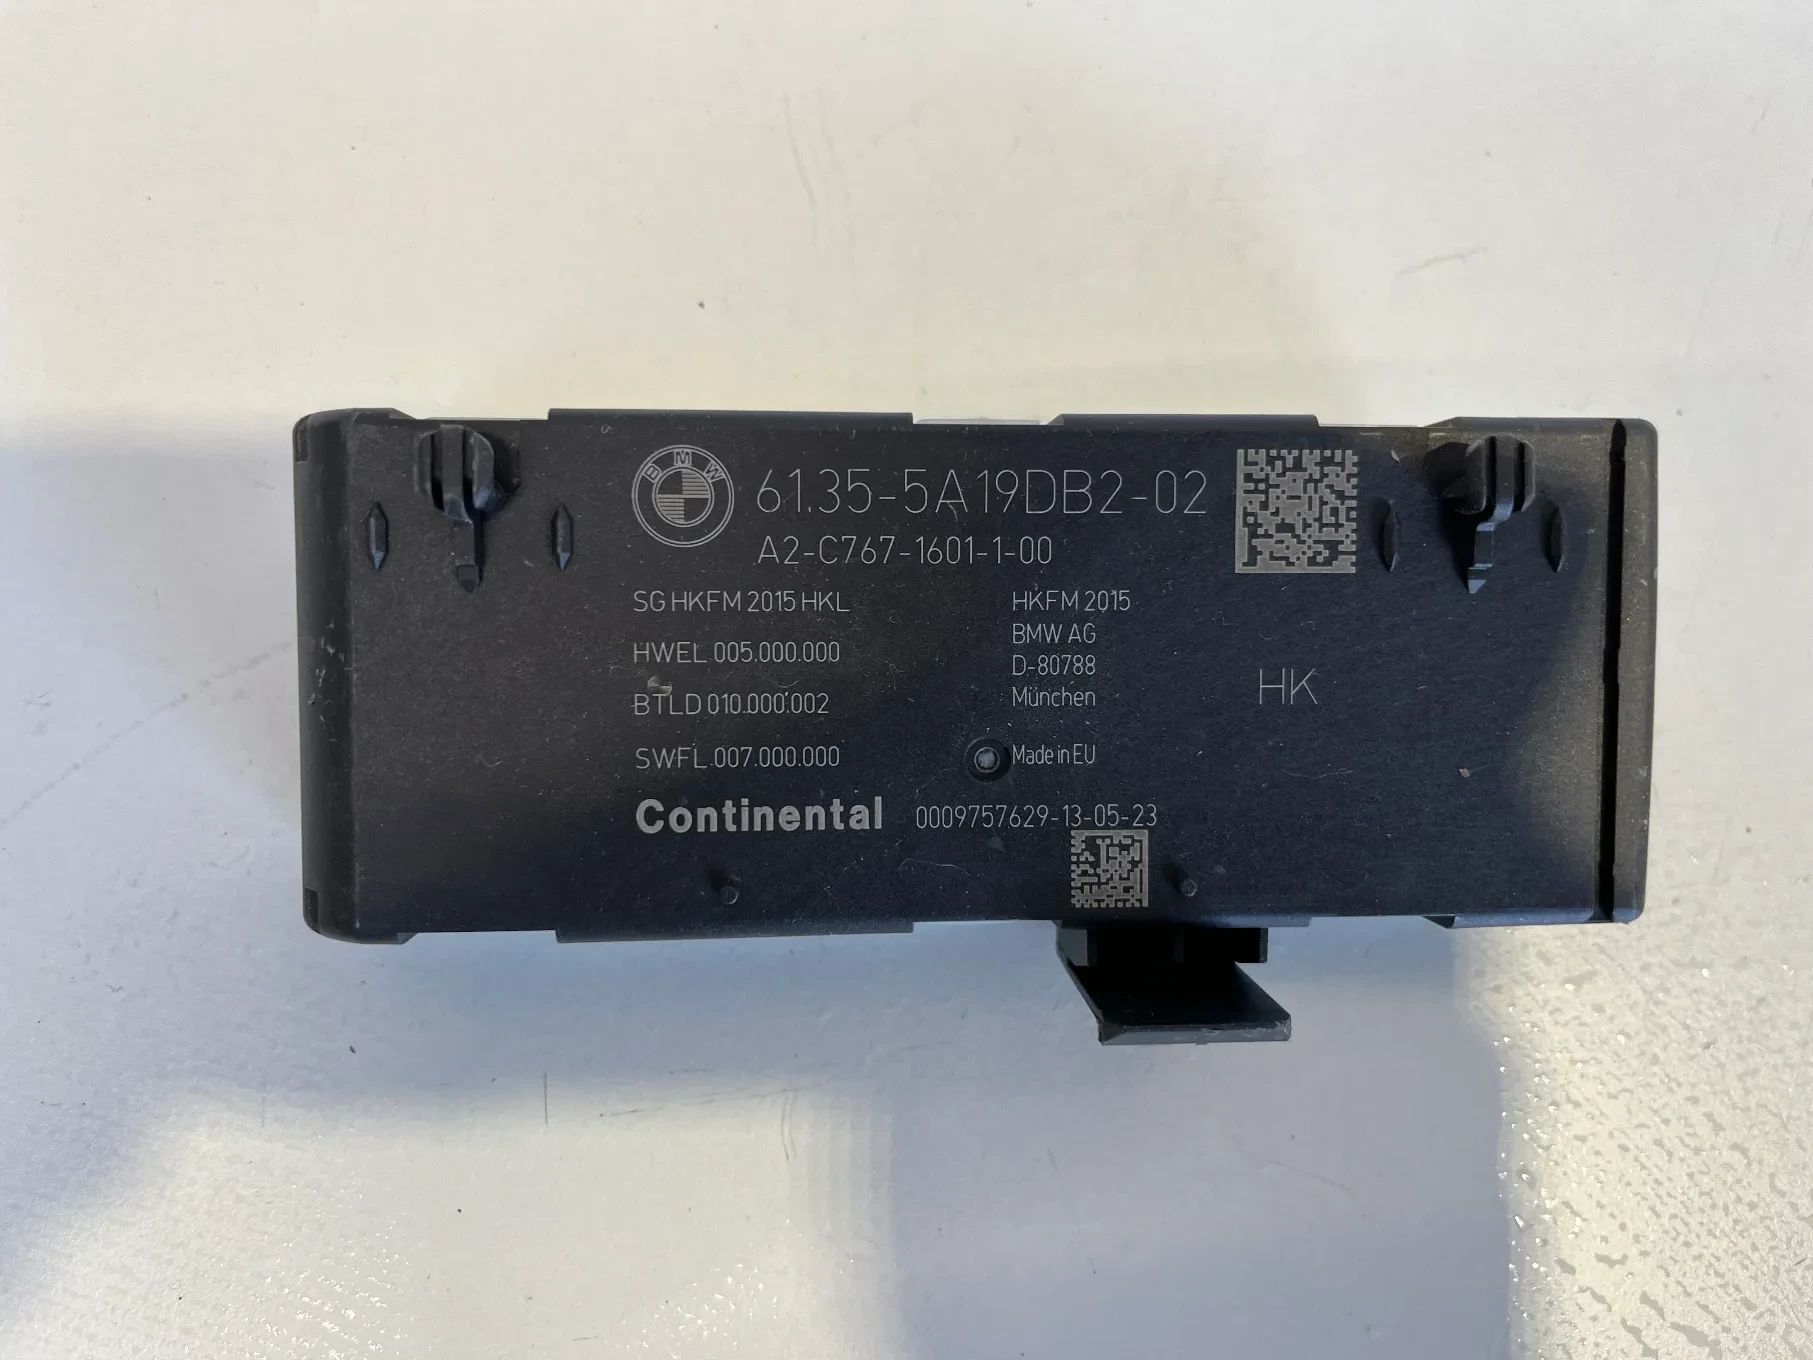 BMW 61.35-5A19DB2-02
A2-C767-1601-1-00
SG HKFM 2015 HKL
HWEL 005.000.000
BTLD 010.000.002
SWFL 007.000.000
HKFM 2015
BMW AG
D-80788
München
Made in EU
HK
Continental 0009757629-13-05-23